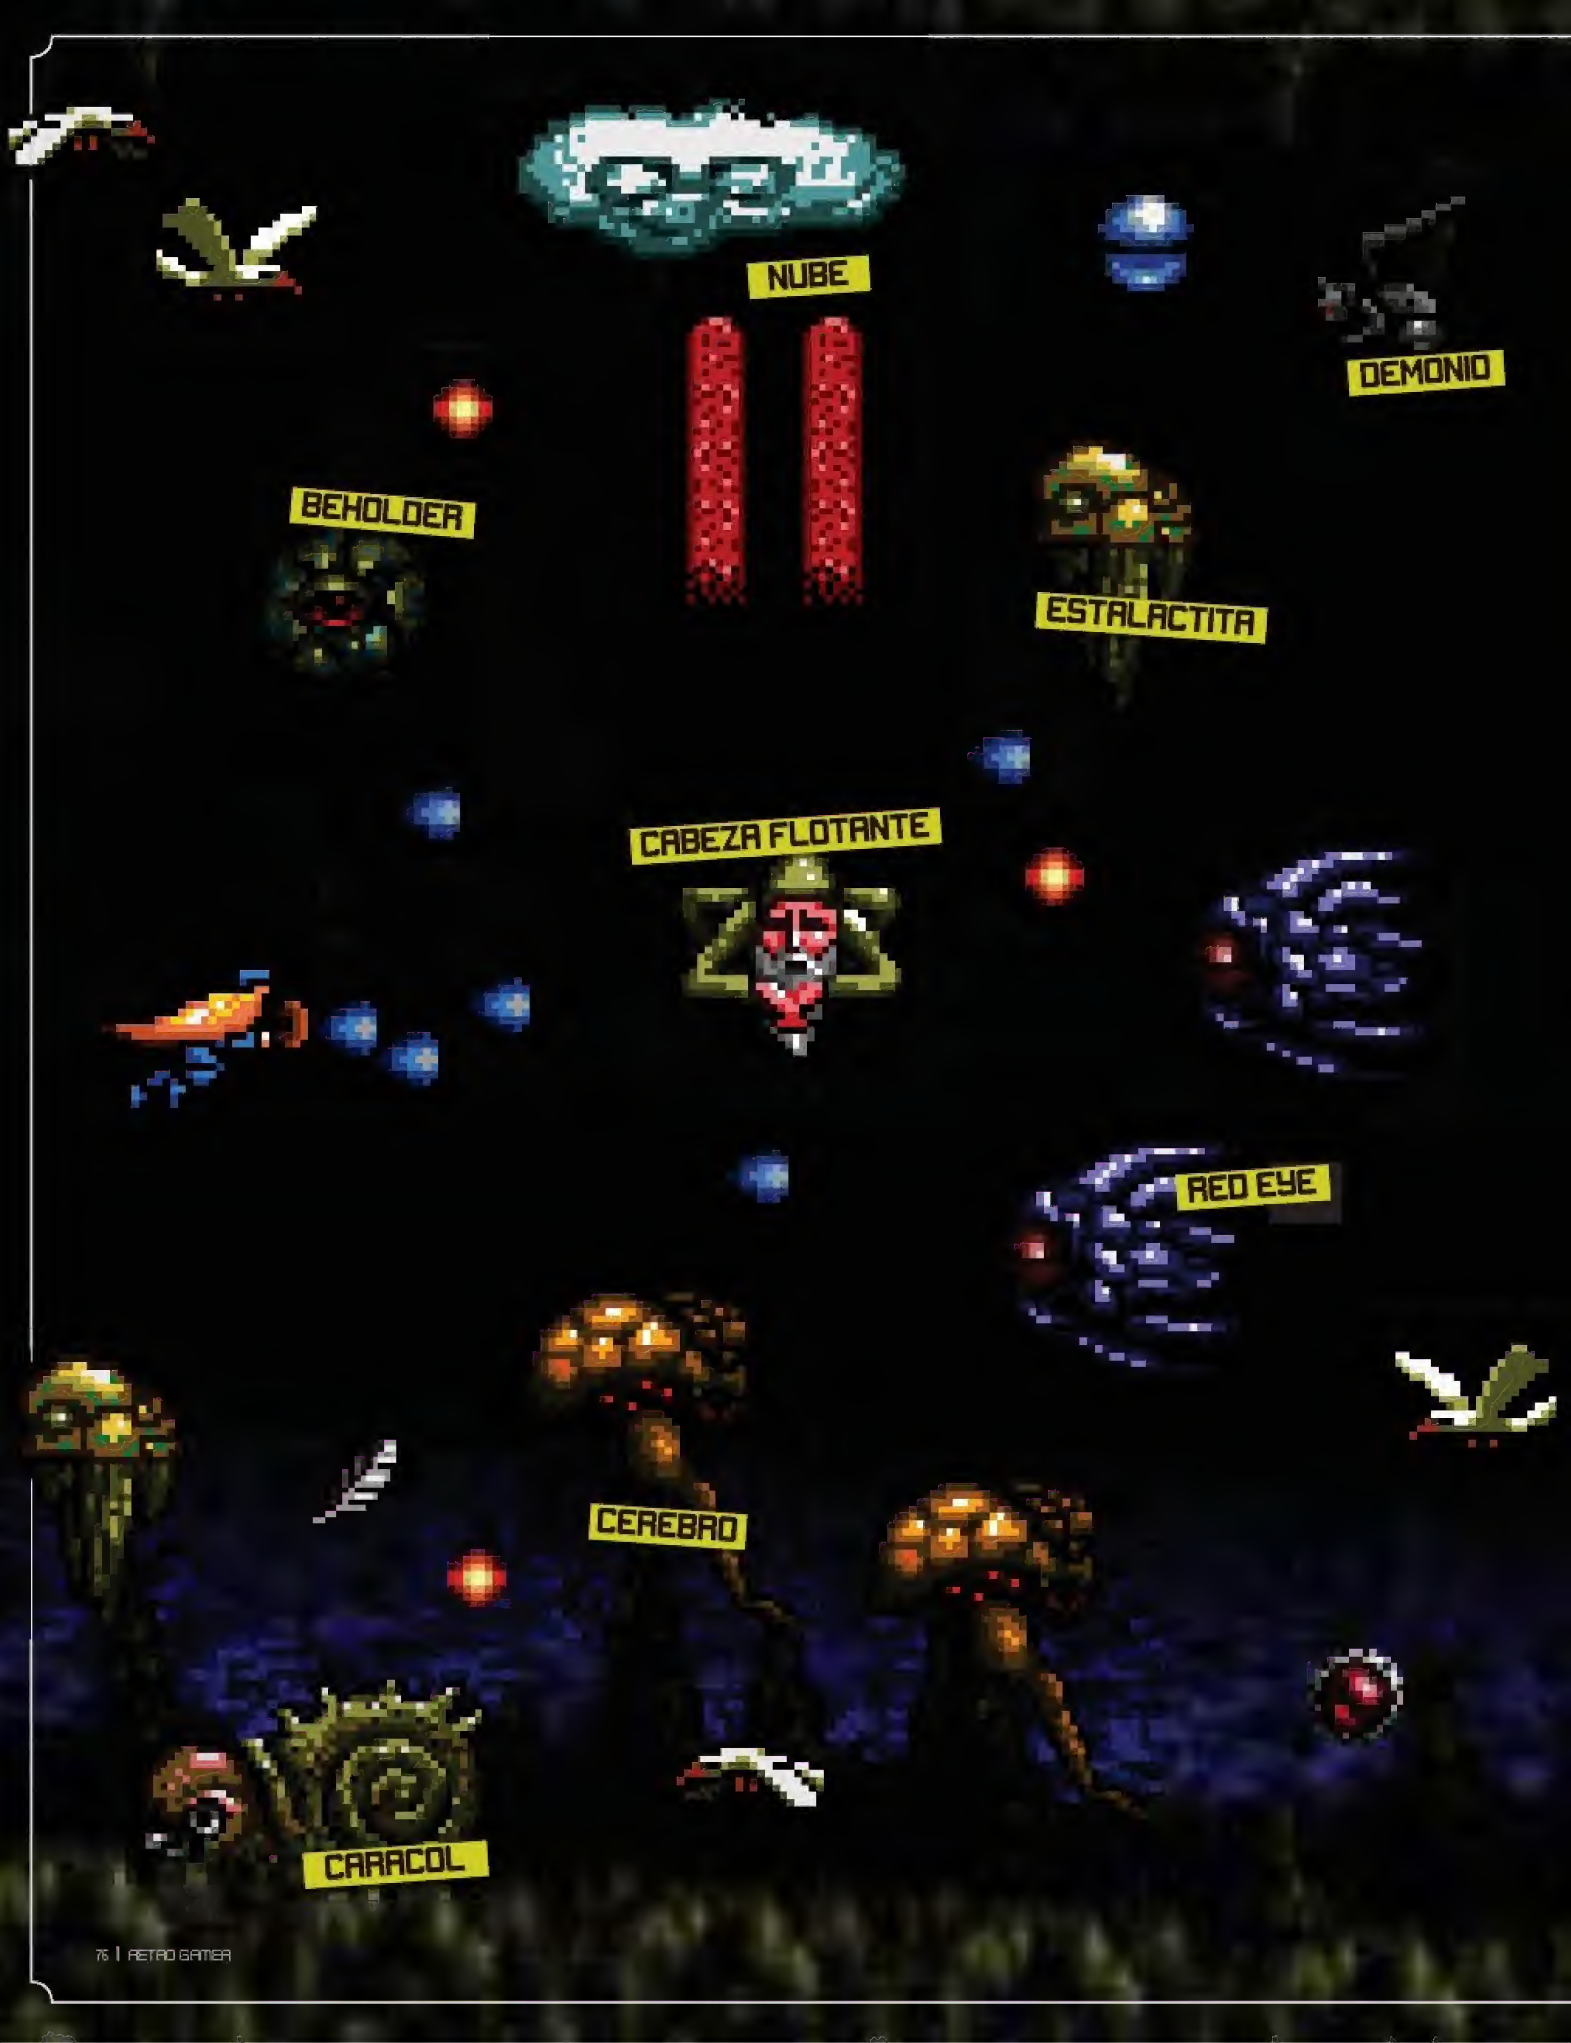 NUBE
DEMONIO
BEHOLDER
ESTALACTITA
CABEZA FLOTANTE
RED EYE
CEREBRO
CARACOL
76 | RETRO GAMER